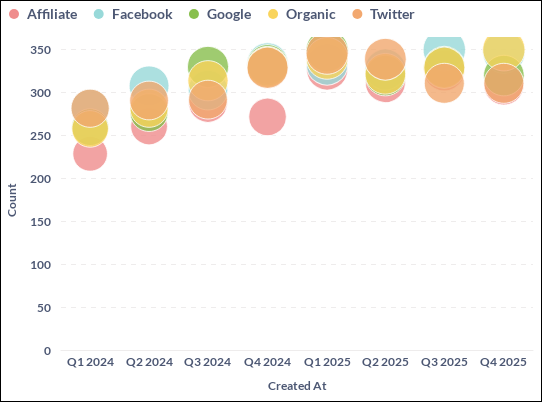 Affiliate Facebook Google Organic Twitter
350
300
250
200
150
100
50
0
Count
Q1 2024 Q2 2024 Q3 2024 Q4 2024 Q1 2025 Q2 2025 Q3 2025 Q4 2025
Created At